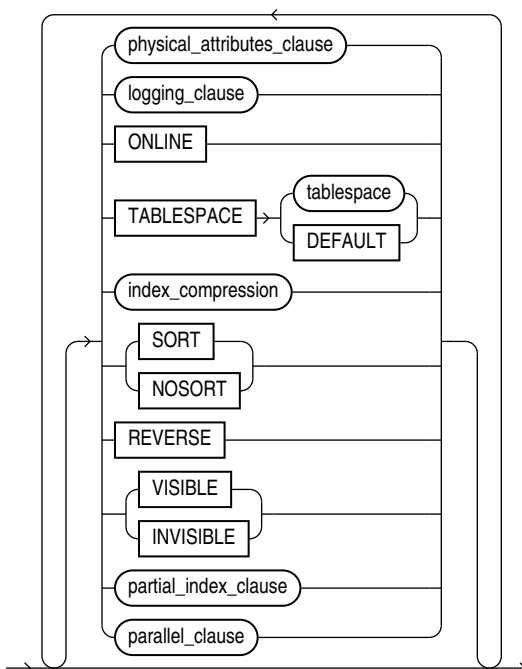 physical_attributes_clause
logging_clause
ONLINE
TABLESPACE
tablespace
DEFAULT
index_compression
SORT
NOSORT
REVERSE
VISIBLE
INVISIBLE
partial_index_clause
parallel_clause